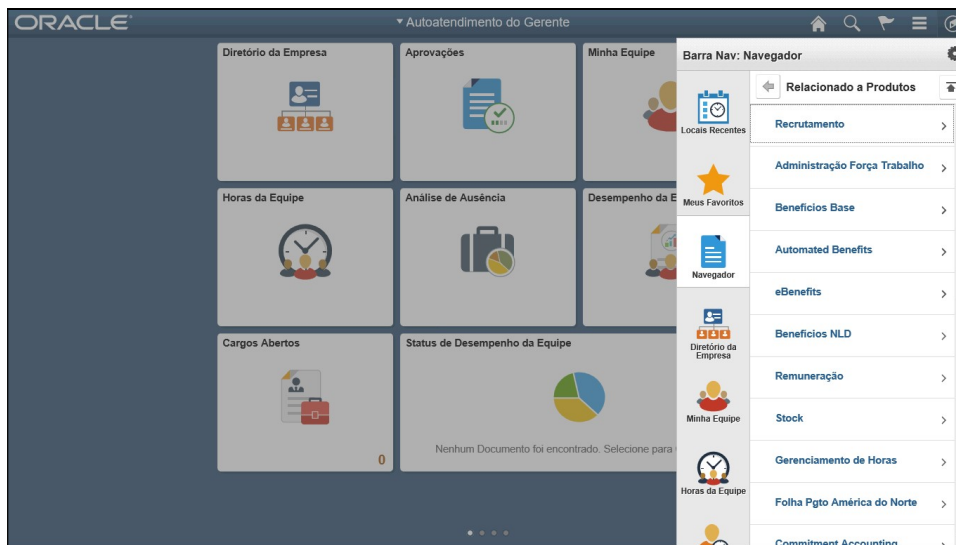 ORACLE
Autoatendimento do Gerente
Diretório da Empresa
Aprovações
Minha Equipe
Horas da Equipe
Análise de Ausência
Desempenho da E
Cargos Abertos
0
Status de Desempenho da Equipe
Nenhum Documento foi encontrado. Selecione para
Barra Nav: Navegador
Locais Recentes
Meus Favoritos
Navegador
Diretório da
Empresa
Minha Equipe
Horas da Equipe
Relacionado a Produtos
Recrutamento
Administração Força Trabalho
Benefícios Base
Automated Benefits
eBenefits
Benefícios NLD
Remuneração
Stock
Gerenciamento de Horas
Folha Pgto América do Norte
Commitment Accounting